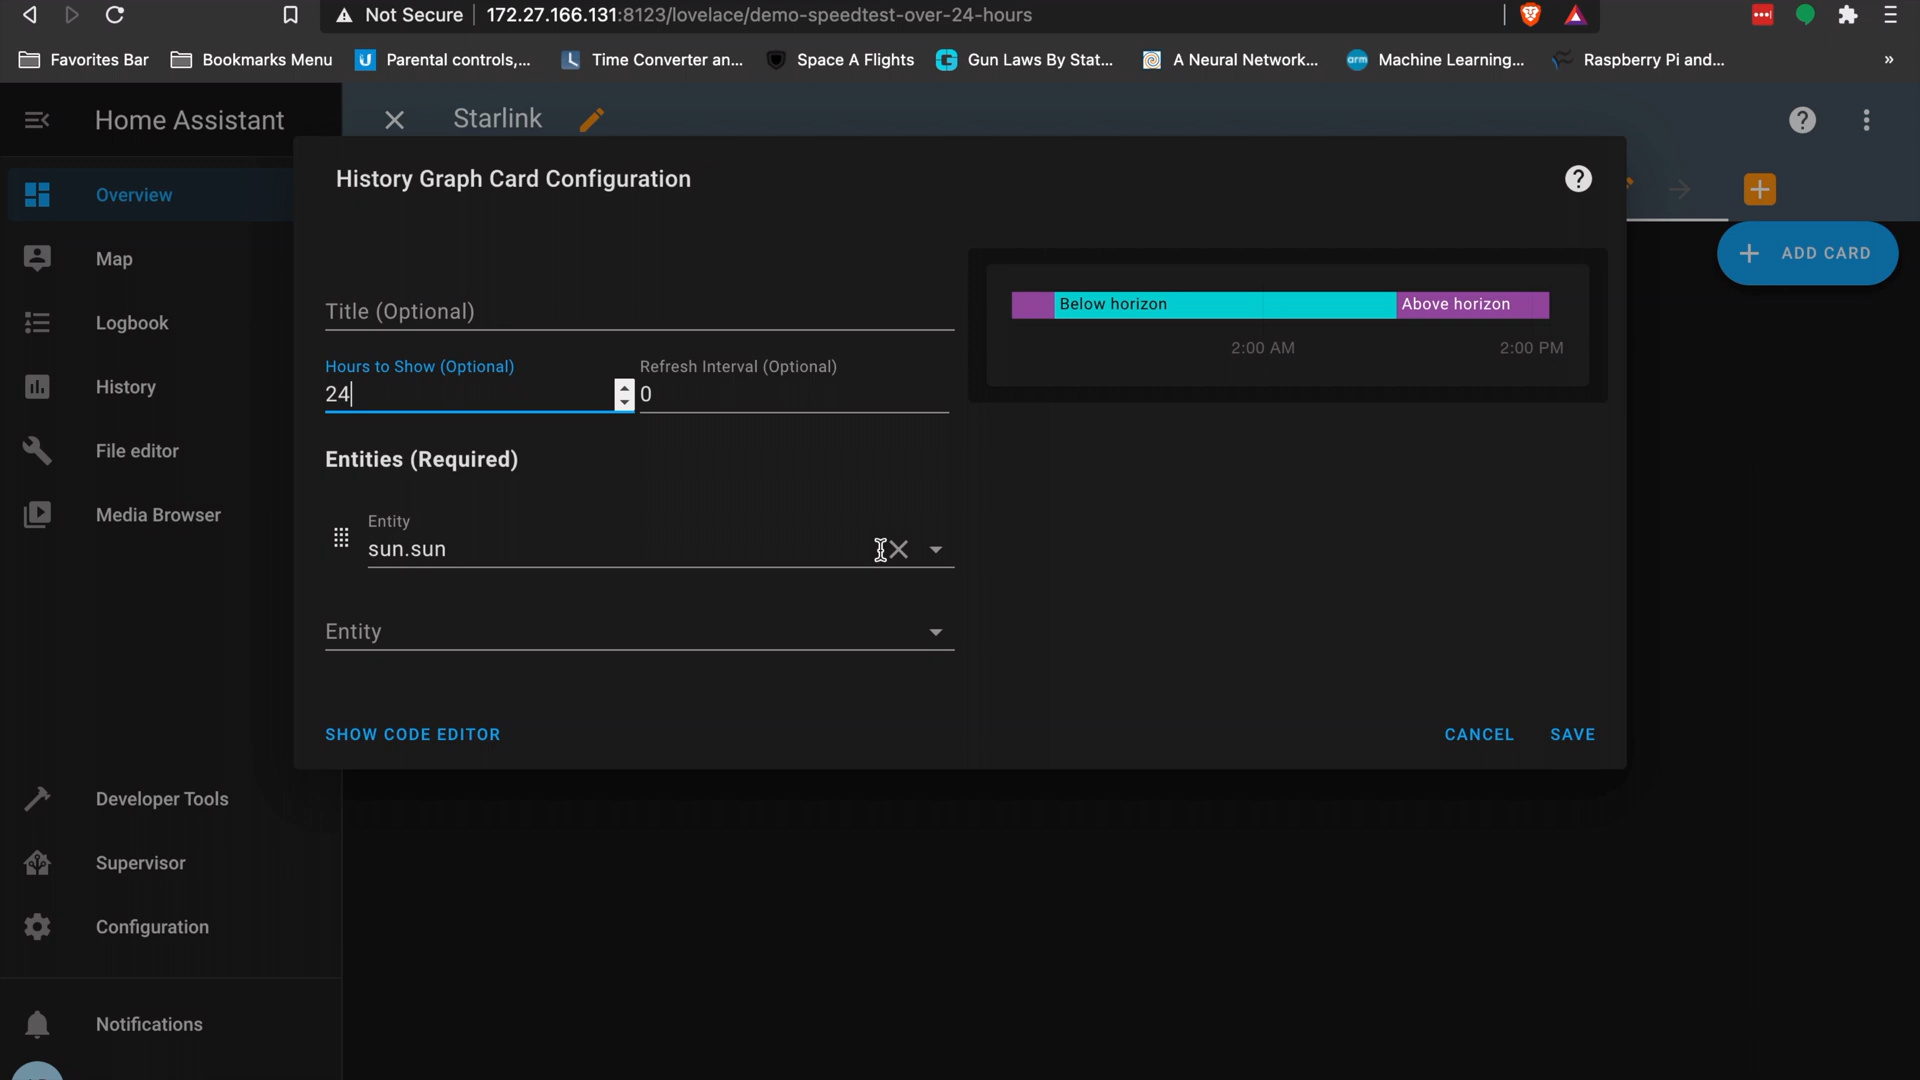 Not Secure 172.27.166.131:8123/lovelace/demo-speedtest-over-24-hours
Favorites Bar Bookmarks Menu Parental controls,... Time Converter an... Space A Flights Gun Laws By Stat... A Neural Network... Machine Learning... Raspberry Pi and... »
Home Assistant
Starlink
Overview
Map
Logbook
History
File editor
Media Browser
Developer Tools
Supervisor
Configuration
Notifications
ADD CARD
History Graph Card Configuration
Title (Optional)
Hours to Show (Optional) Refresh Interval (Optional)
24 0
Entities (Required)
Entity
sun.sun
Entity
Below horizon Above horizon
2:00 AM 2:00 PM
SHOW CODE EDITOR CANCEL SAVE